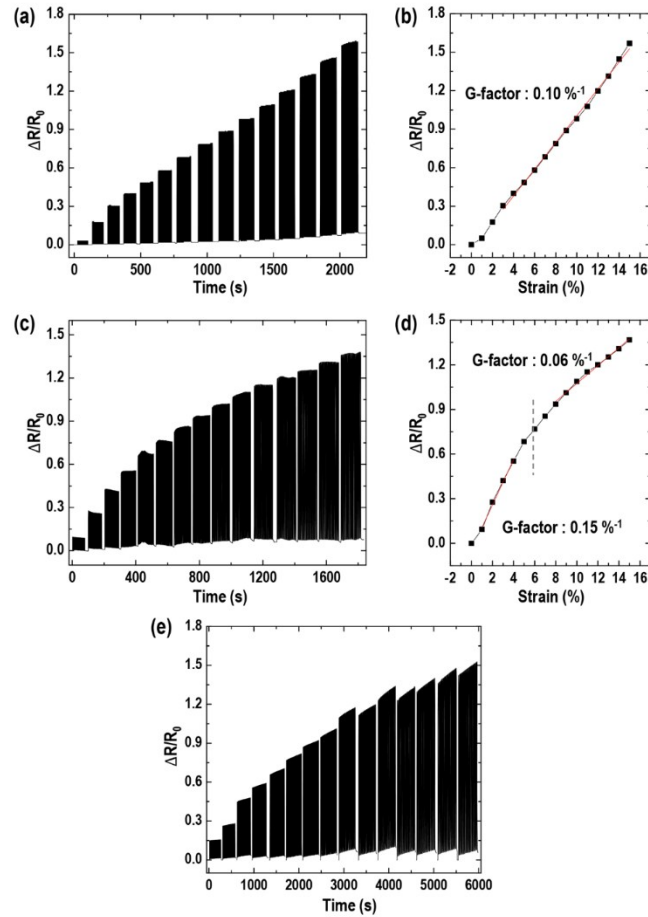 (a)
1.8
1.5
1.2
0.9
0.6
0.3
0.0
ΔR/R0
0 500 1000 1500 2000
Time (s)
(b)
1.8
1.5
1.2
0.9
0.6
0.3
0.0
ΔR/R0
G-factor : 0.10 %-1
-2 0 2 4 6 8 10 12 14 16
Strain (%)
(c)
1.5
1.2
0.9
0.6
0.3
0.0
ΔR/R0
0 400 800 1200 1600
Time (s)
(d)
1.5
1.2
0.9
0.6
0.3
0.0
ΔR/R0
G-factor : 0.06 %-1
G-factor : 0.15 %-1
-2 0 2 4 6 8 10 12 14 16
Strain (%)
(e)
1.8
1.5
1.2
0.9
0.6
0.3
0.0
ΔR/R0
0 1000 2000 3000 4000 5000 6000
Time (s)